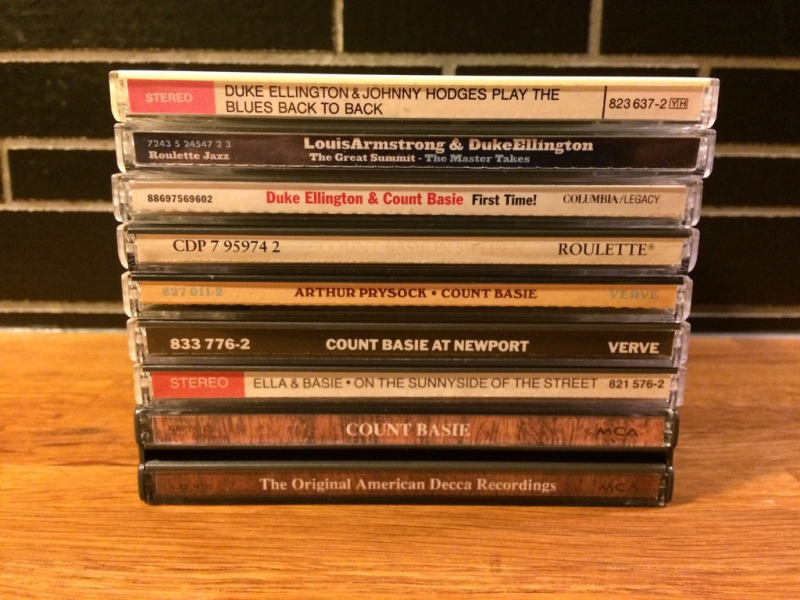 STEREO
DUKE ELLINGTON & JOHNNY HODGES PLAY THE
BLUES BACK TO BACK
823 637-2 YH
7243 5 24547 2 3
Roulette Jazz
LouisArmstrong & DukeEllington
The Great Summit - The Master Takes
88697569602
Duke Ellington & Count Basie First Time!
COLUMBIA/LEGACY
CDP 7 95974 2
ROULETTE®
827 011-2
ARTHUR PRYSOCK • COUNT BASIE
VERVE
833 776-2
COUNT BASIE AT NEWPORT
VERVE
STEREO
ELLA & BASIE • ON THE SUNNYSIDE OF THE STREET
821 576-2
COUNT BASIE
MCA
The Original American Decca Recordings
MCA